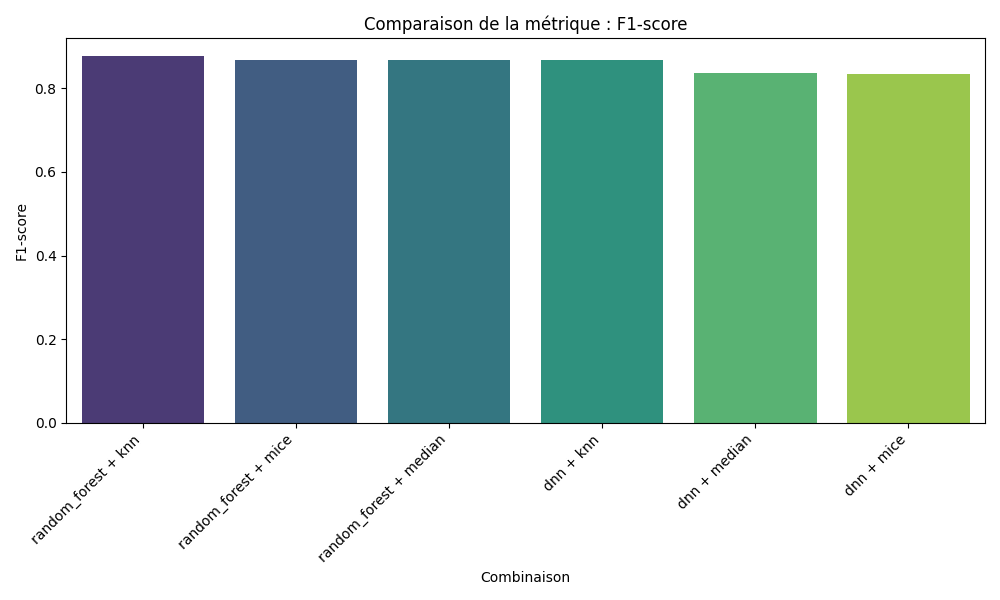 Comparaison de la métrique : F1-score
F1-score
0.8
0.6
0.4
0.2
0.0
random_forest + knn
random_forest + mice
random_forest + median
dnn + knn
dnn + median
dnn + mice
Combinaison